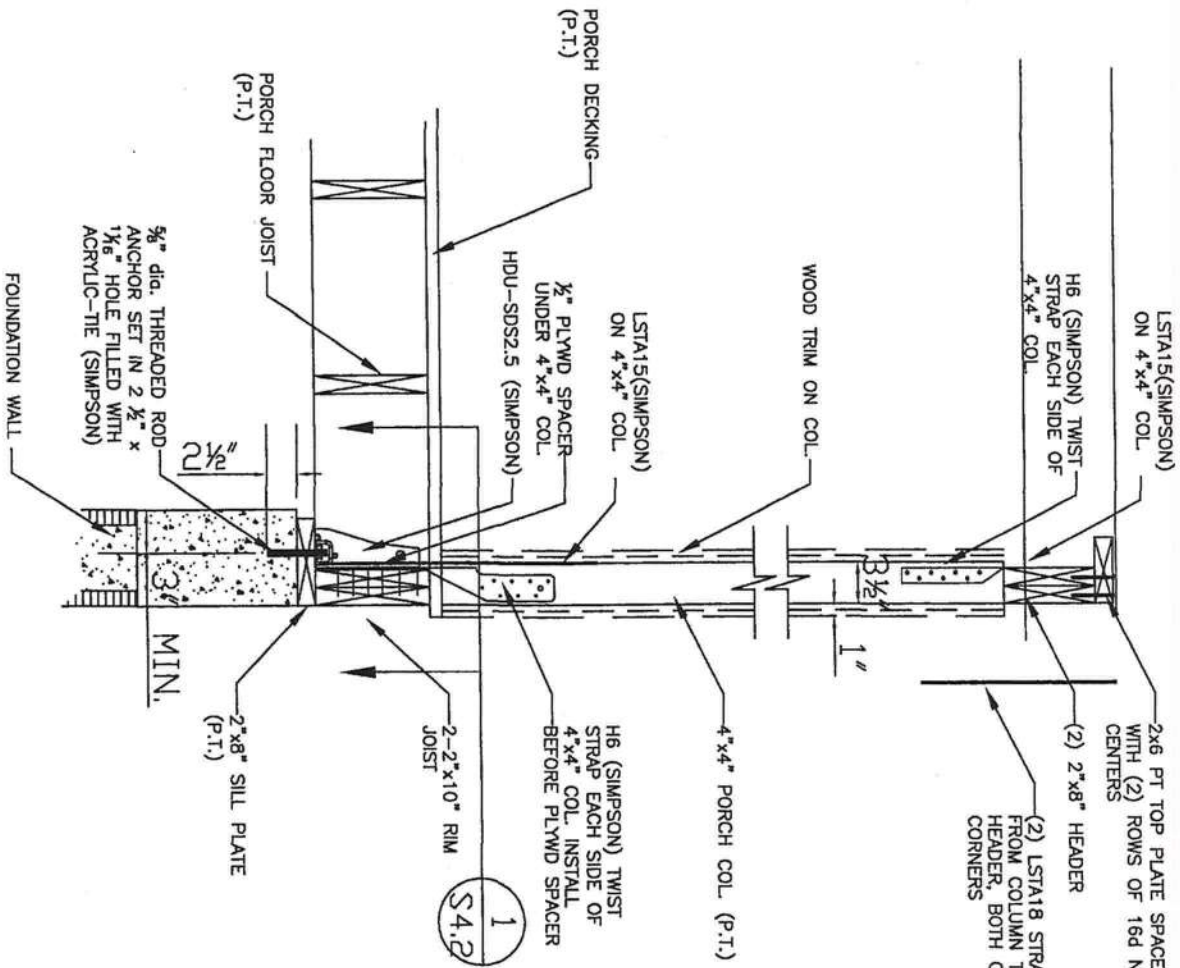 2x6 PT TOP PLATE SPACE
WITH (2) ROWS OF 16d N
CENTERS
(2) 2"x8" HEADER
(2) LSTA18 STRA
FROM COLUMN T
HEADER, BOTH
CORNERS
LSTA15(SIMPSON)
ON 4"x4" COL.
H6 (SIMPSON) TWIST
STRAP EACH SIDE OF
4"x4" COL.
3½"
1"
4"x4" PORCH COL. (P.T.)
WOOD TRIM ON COL.
LSTA15(SIMPSON)
ON 4"x4" COL.
½" PLYWD SPACER
UNDER 4"x4" COL.
HDU-SDS2.5 (SIMPSON)
H6 (SIMPSON) TWIST
STRAP EACH SIDE OF
4"x4" COL. INSTALL
BEFORE PLYWD SPACER
1
S4.2
PORCH DECKING
(P.T.)
PORCH FLOOR JOIST
(P.T.)
2-2"x10" RIM
JOIST
2"x8" SILL PLATE
(P.T.)
2½"
3"
MIN.
⅝" dia. THREADED ROD
ANCHOR SET IN 2 ½" x
1⅟16" HOLE FILLED WITH
ACRYLIC-TIE (SIMPSON)
FOUNDATION WALL